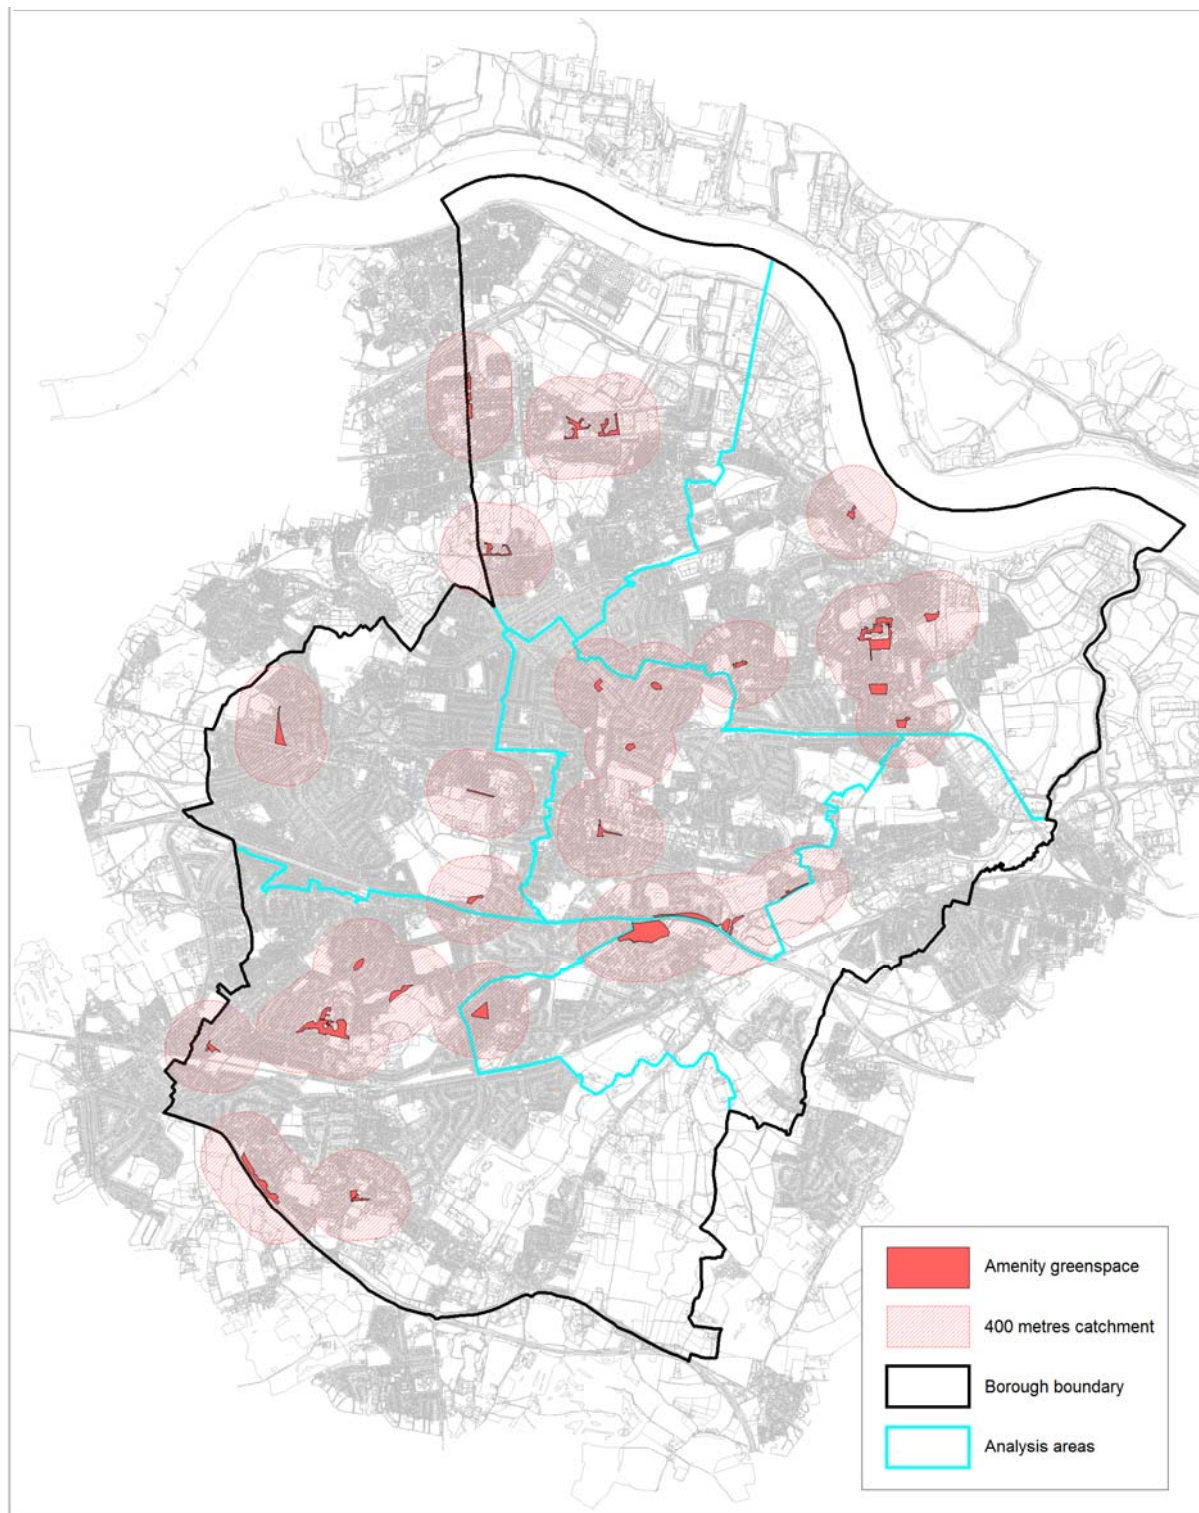 Amenity greenspace
400 metres catchment
Borough boundary
Analysis areas